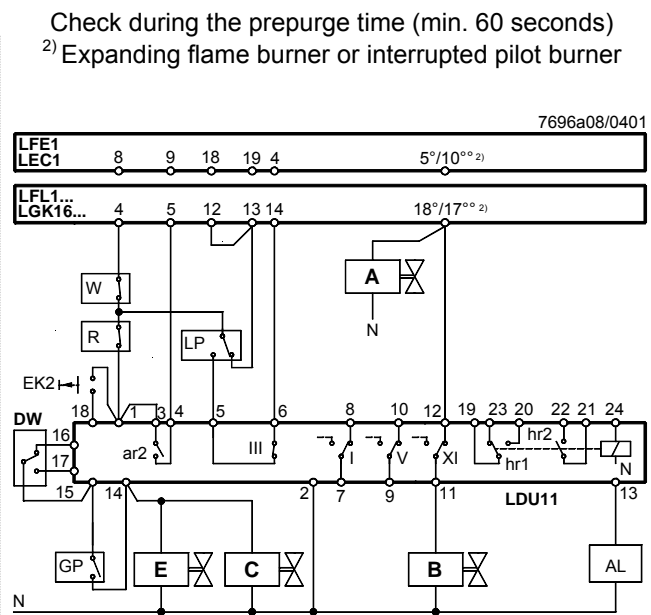 Check during the prepurge time (min. 60 seconds)
2) Expanding flame burner or interrupted pilot burner
7696a08/0401
LFE1
LEC1 8 9 18 19 4 5°/10°° 2)
LFL1...
LGK16... 4 5 12 13 14 18°/17°° 2)
W
A
R
LP
N
EK2
18 1 3 4 5 6 8 10 12 19 23 20 22 21 24
DW
16
17
ar2 III I V XI hr1 hr2 N
15 14 2 7 9 11 LDU11 13
GP E C B AL
N